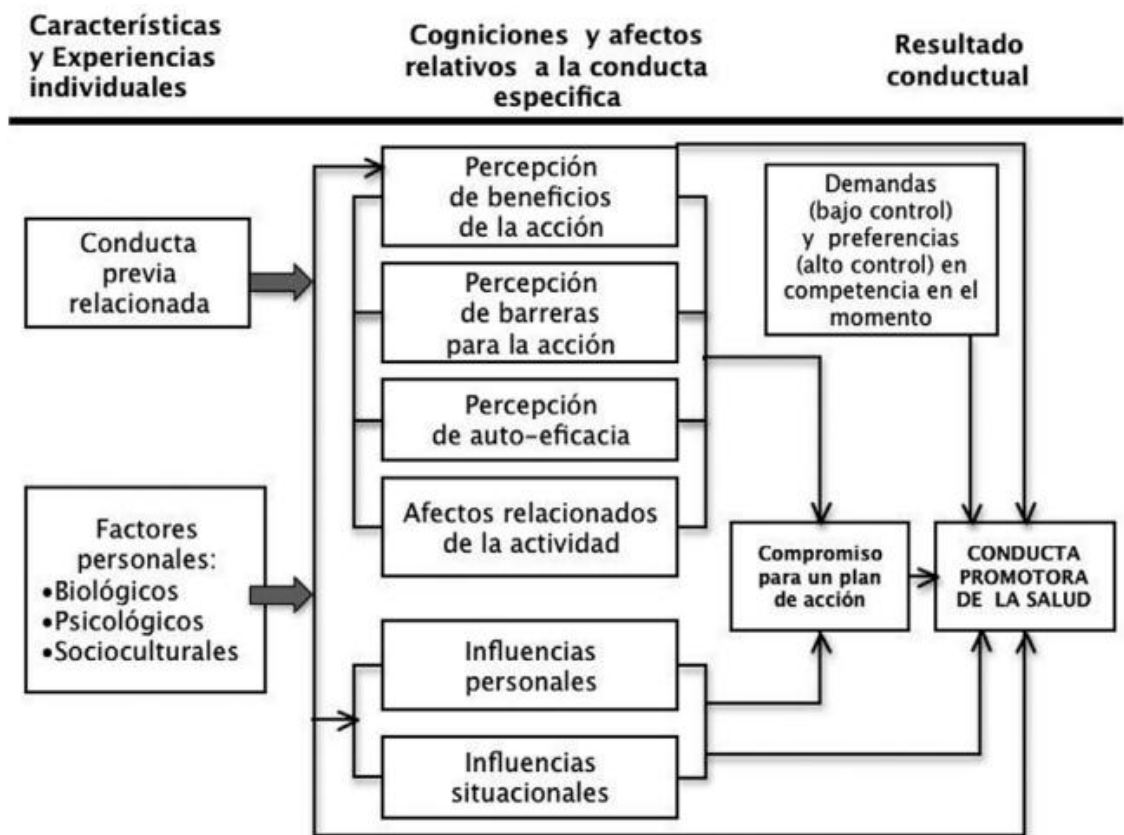 Características
y Experiencias
individuales
Cogniciones y afectos
relativos a la conducta
especifica
Resultado
conductual
Conducta
previa
relacionada
Factores
personales:
•Biológicos
•Psicológicos
•Socioculturales
Percepción
de beneficios
de la acción
Percepción
de barreras
para la acción
Percepción
de auto-eficacia
Afectos relacionados
de la actividad
Influencias
personales
Influencias
situacionales
Demandas
(bajo control)
y preferencias
(alto control) en
competencia en el
momento
Compromiso
para un plan
de acción
CONDUCTA
PROMOTORA
DE LA SALUD